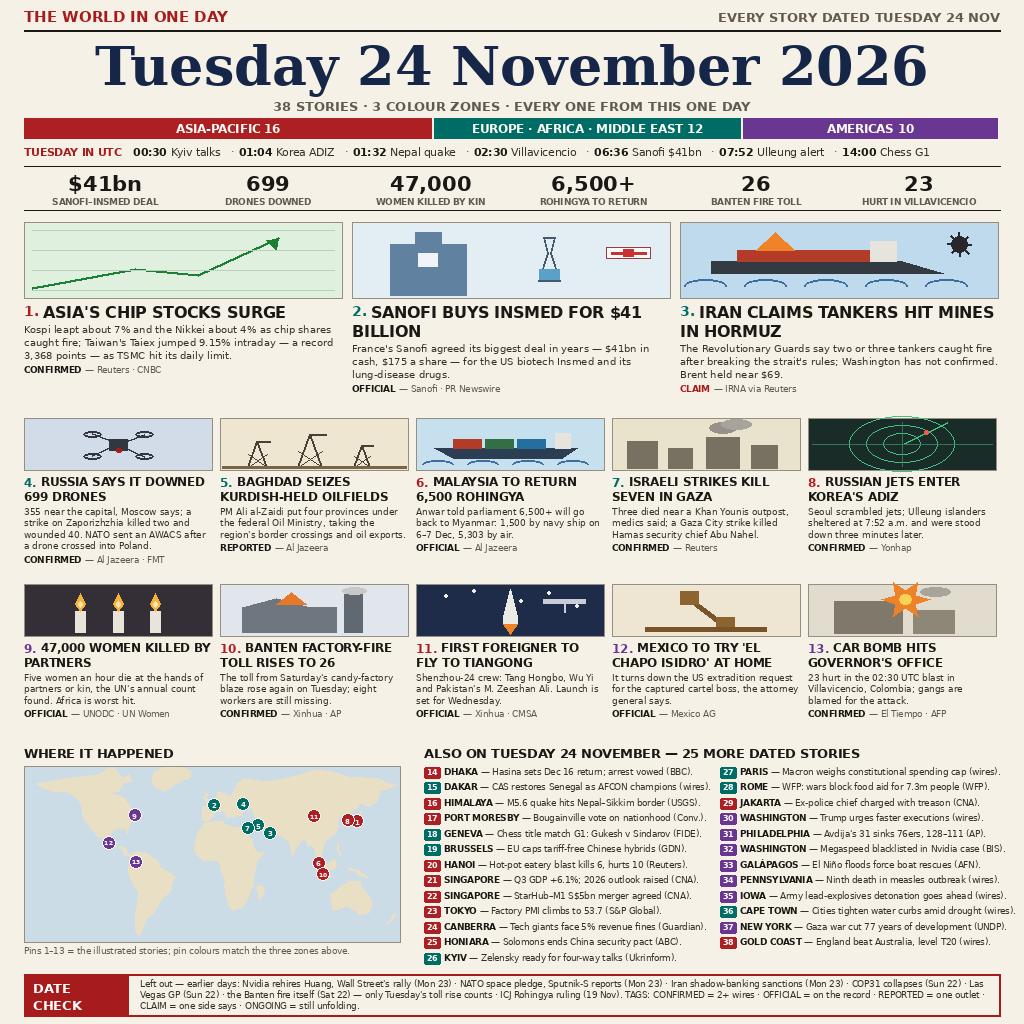 THE WORLD IN ONE DAY
EVERY STORY DATED TUESDAY 24 NOV
Tuesday 24 November 2026
38 STORIES · 3 COLOUR ZONES · EVERY ONE FROM THIS ONE DAY
ASIA-PACIFIC 16
EUROPE · AFRICA · MIDDLE EAST 12
AMERICAS 10
TUESDAY IN UTC 00:30 Kyiv talks · 01:04 Korea ADIZ · 01:32 Nepal quake · 02:30 Villavicencio · 06:36 Sanofi $41bn · 07:52 Ulleung alert · 14:00 Chess G1
$41bn
SANOFI–INSMED DEAL
699
DRONES DOWNED
47,000
WOMEN KILLED BY KIN
6,500+
ROHINGYA TO RETURN
26
BANTEN FIRE TOLL
23
HURT IN VILLAVICENCIO
1. ASIA'S CHIP STOCKS SURGE
Kospi leapt about 7% and the Nikkei about 4% as chip shares
caught fire; Taiwan's Taiex jumped 9.15% intraday — a record
3,368 points — as TSMC hit its daily limit.
CONFIRMED — Reuters · CNBC
2. SANOFI BUYS INSMED FOR $41
BILLION
France's Sanofi agreed its biggest deal in years — $41bn in
cash, $175 a share — for the US biotech Insmed and its
lung-disease drugs.
OFFICIAL — Sanofi · PR Newswire
3. IRAN CLAIMS TANKERS HIT MINES
IN HORMUZ
The Revolutionary Guards say two or three tankers caught fire
after breaking the strait's rules; Washington has not confirmed.
Brent held near $69.
CLAIM — IRNA via Reuters
4. RUSSIA SAYS IT DOWNED
699 DRONES
355 near the capital, Moscow says; a
strike on Zaporizhzhia killed two and
wounded 40. NATO sent an AWACS after
a drone crossed into Poland.
CONFIRMED — Al Jazeera · FMT
5. BAGHDAD SEIZES
KURDISH-HELD OILFIELDS
PM Ali al-Zaidi put four provinces under
the federal Oil Ministry, taking the
region's border crossings and oil exports.
REPORTED — Al Jazeera
6. MALAYSIA TO RETURN
6,500 ROHINGYA
Anwar told parliament 6,500+ will go
back to Myanmar: 1,500 by navy ship on
6–7 Dec, 5,303 by air.
OFFICIAL — Al Jazeera
7. ISRAELI STRIKES KILL
SEVEN IN GAZA
Three died near a Khan Younis outpost,
medics said; a Gaza City strike killed
Hamas security chief Abu Nahel.
CONFIRMED — Reuters
8. RUSSIAN JETS ENTER
KOREA'S ADIZ
Seoul scrambled jets; Ulleung islanders
sheltered at 7:52 a.m. and were stood
down three minutes later.
CONFIRMED — Yonhap
9. 47,000 WOMEN KILLED BY
PARTNERS
Five women an hour die at the hands of
partners or kin, the UN's annual count
found. Africa is worst hit.
OFFICIAL — UNODC · UN Women
10. BANTEN FACTORY-FIRE
TOLL RISES TO 26
The toll from Saturday's candy-factory
blaze rose again on Tuesday; eight
workers are still missing.
CONFIRMED — Xinhua · AP
11. FIRST FOREIGNER TO
FLY TO TIANGONG
Shenzhou-24 crew: Tang Hongbo, Wu Yi
and Pakistan's M. Zeeshan Ali. Launch is
set for Wednesday.
OFFICIAL — Xinhua · CMSA
12. MEXICO TO TRY 'EL
CHAPO ISIDRO' AT HOME
It turns down the US extradition request
for the captured cartel boss, the attorney
general says.
OFFICIAL — Mexico AG
13. CAR BOMB HITS
GOVERNOR'S OFFICE
23 hurt in the 02:30 UTC blast in
Villavicencio, Colombia; gangs are
blamed for the attack.
CONFIRMED — El Tiempo · AFP
WHERE IT HAPPENED
9
12
13
2
4
7
5
3
11
8
1
6
10
Pins 1–13 = the illustrated stories; pin colours match the three zones above.
ALSO ON TUESDAY 24 NOVEMBER — 25 MORE DATED STORIES
14 DHAKA — Hasina sets Dec 16 return; arrest vowed (BBC).
15 DAKAR — CAS restores Senegal as AFCON champions (wires).
16 HIMALAYA — M5.6 quake hits Nepal–Sikkim border (USGS).
17 PORT MORESBY — Bougainville vote on nationhood (Conv.).
18 GENEVA — Chess title match G1: Gukesh v Sindarov (FIDE).
19 BRUSSELS — EU caps tariff-free Chinese hybrids (GDN).
20 HANOI — Hot-pot eatery blast kills 6, hurts 10 (Reuters).
21 SINGAPORE — Q3 GDP +6.1%; 2026 outlook raised (CNA).
22 SINGAPORE — StarHub–M1 S$5bn merger agreed (CNA).
23 TOKYO — Factory PMI climbs to 53.7 (S&P Global).
24 CANBERRA — Tech giants face 5% revenue fines (Guardian).
25 HONIARA — Solomons ends China security pact (ABC).
26 KYIV — Zelensky ready for four-way talks (Ukrinform).
27 PARIS — Macron weighs constitutional spending cap (wires).
28 ROME — WFP: wars block food aid for 7.3m people (WFP).
29 JAKARTA — Ex-police chief charged with treason (CNA).
30 WASHINGTON — Trump urges faster executions (wires).
31 PHILADELPHIA — Avdija's 31 sinks 76ers, 128–111 (AP).
32 WASHINGTON — Megaspeed blacklisted in Nvidia case (BIS).
33 GALÁPAGOS — El Niño floods force boat rescues (AFN).
34 PENNSYLVANIA — Ninth death in measles outbreak (wires).
35 IOWA — Army lead-explosives detonation goes ahead (wires).
36 CAPE TOWN — Cities tighten water curbs amid drought (wires).
37 NEW YORK — Gaza war cut 77 years of development (UNDP).
38 GOLD COAST — England beat Australia, level T20 (wires).
DATE
CHECK
Left out — earlier days: Nvidia rehires Huang, Wall Street's rally (Mon 23) · NATO space pledge, Sputnik-S reports (Mon 23) · Iran shadow-banking sanctions (Mon 23) · COP31 collapses (Sun 22) · Las
Vegas GP (Sun 22) · the Banten fire itself (Sat 22) — only Tuesday's toll rise counts · ICJ Rohingya ruling (19 Nov). TAGS: CONFIRMED = 2+ wires · OFFICIAL = on the record · REPORTED = one outlet ·
CLAIM = one side says · ONGOING = still unfolding.